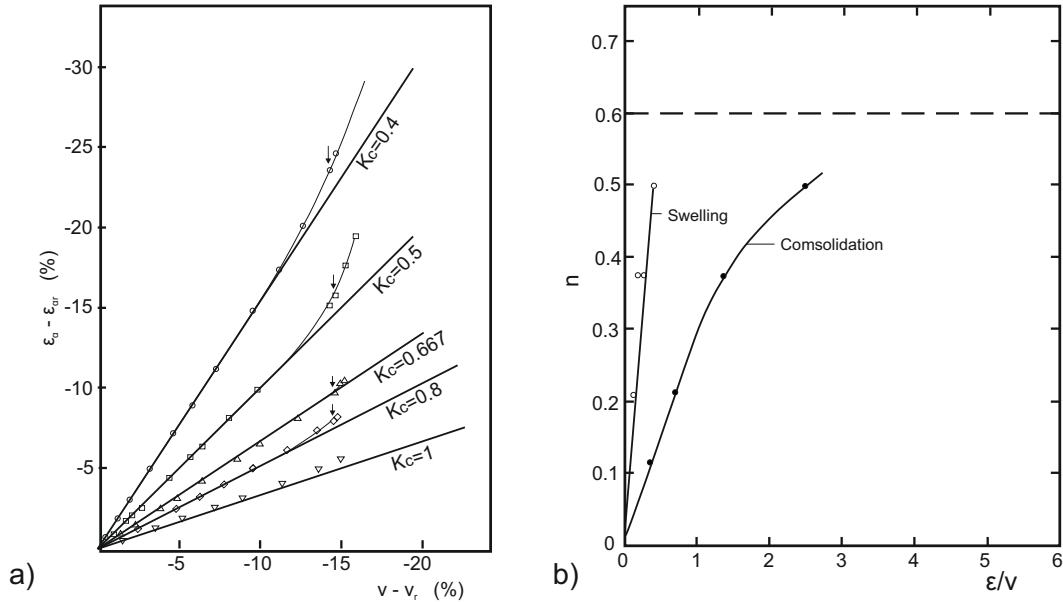 -30
-25
-20
-15
-10
-5
εα - εαr (%)
Kc=0.4
Kc=0.5
Kc=0.667
Kc=0.8
Kc=1
-5 -10 -15 -20
v - vr (%)
a)
0.7
0.6
0.5
0.4
0.3
0.2
0.1
0
n
Swelling
Comsolidation
0 1 2 3 4 5 6
ε/v
b)